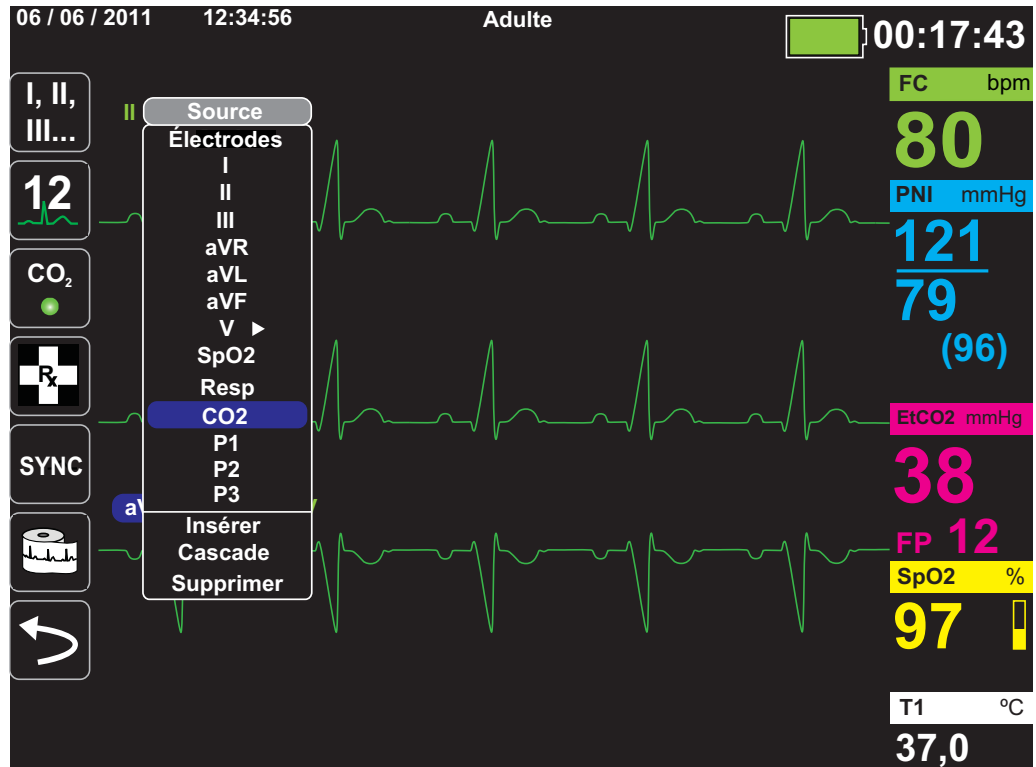 06 / 06 / 2011 12:34:56 Adulte 00:17:43
I, II,
III...
12
CO₂
Rx
SYNC
II
Source
Électrodes
I
II
III
aVR
aVL
aVF
V
SpO2
Resp
CO2
P1
P2
P3
Insérer
Cascade
Supprimer
FC bpm
80
PNI mmHg
121
79
(96)
EtCO2 mmHg
38
FP 12
SpO2 %
97
T1 ºC
37,0